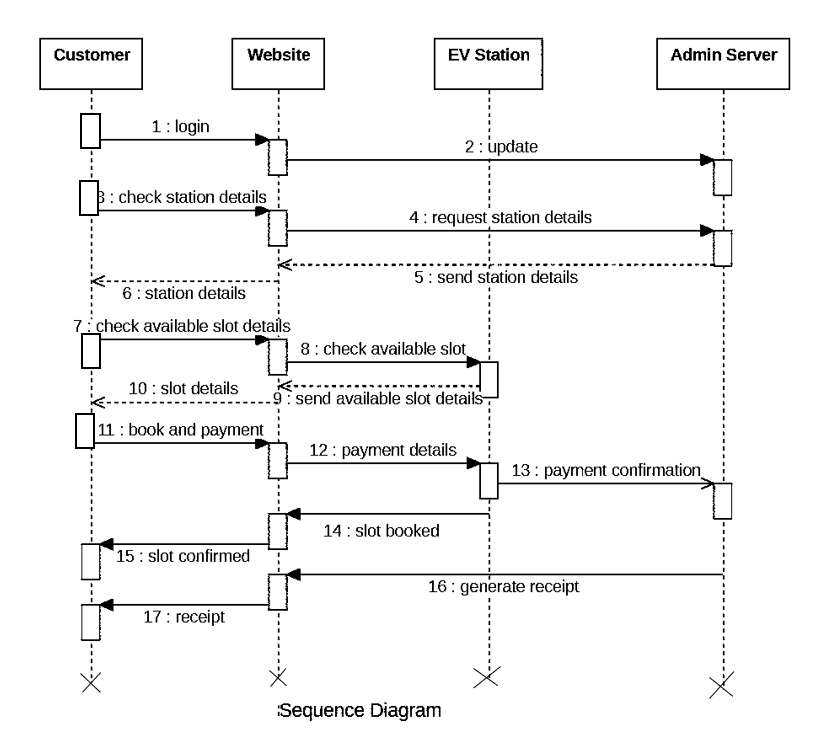 Customer
Website
EV Station
Admin Server
1 : login
2 : update
3 : check station details
4 : request station details
5 : send station details
6 : station details
7 : check available slot details
8 : check available slot
9 : send available slot details
10 : slot details
11 : book and payment
12 : payment details
13 : payment confirmation
14 : slot booked
15 : slot confirmed
16 : generate receipt
17 : receipt
Sequence Diagram